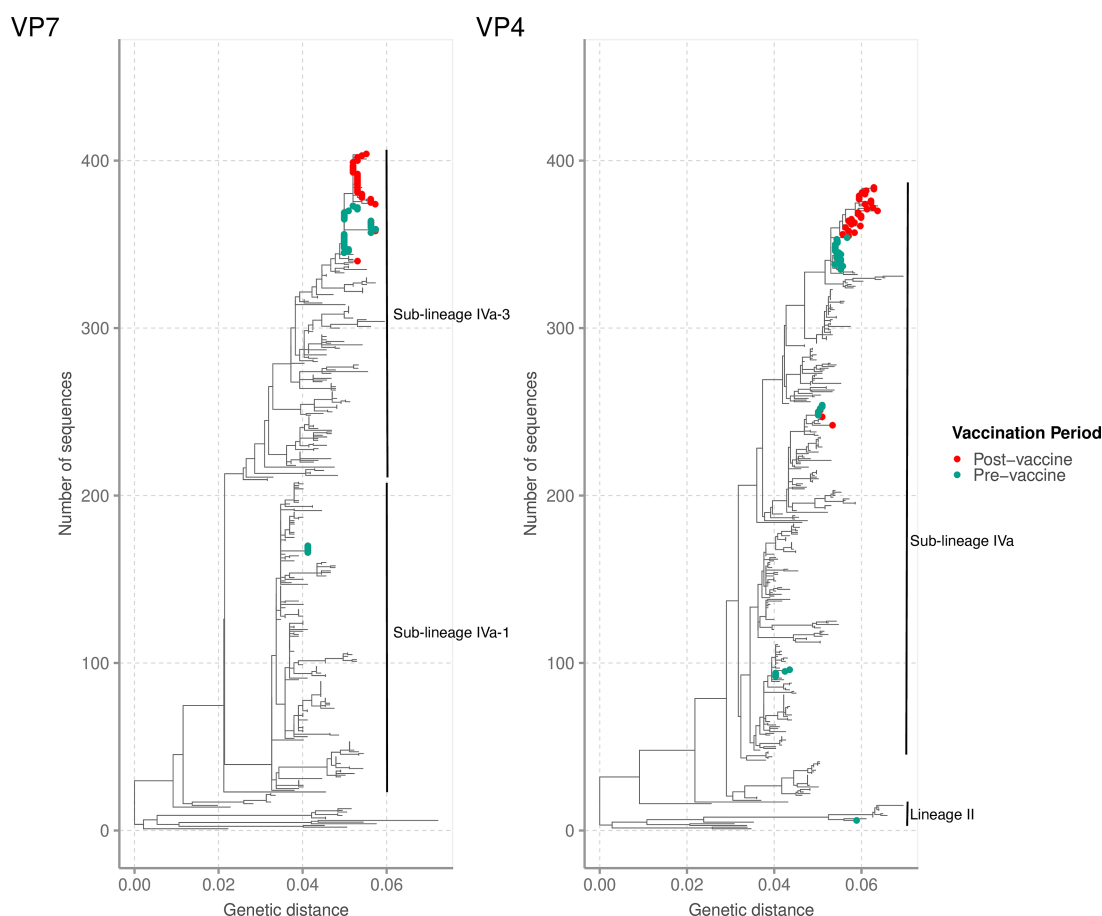 VP7
VP4
400
300
200
100
0
Number of sequences
0.00
0.02
0.04
0.06
Genetic distance
Sub-lineage IVa-3
Sub-lineage IVa-1
400
300
200
100
0
Number of sequences
0.00
0.02
0.04
0.06
Genetic distance
Sub-lineage IVa
Lineage II
Vaccination Period
Post−vaccine
Pre−vaccine